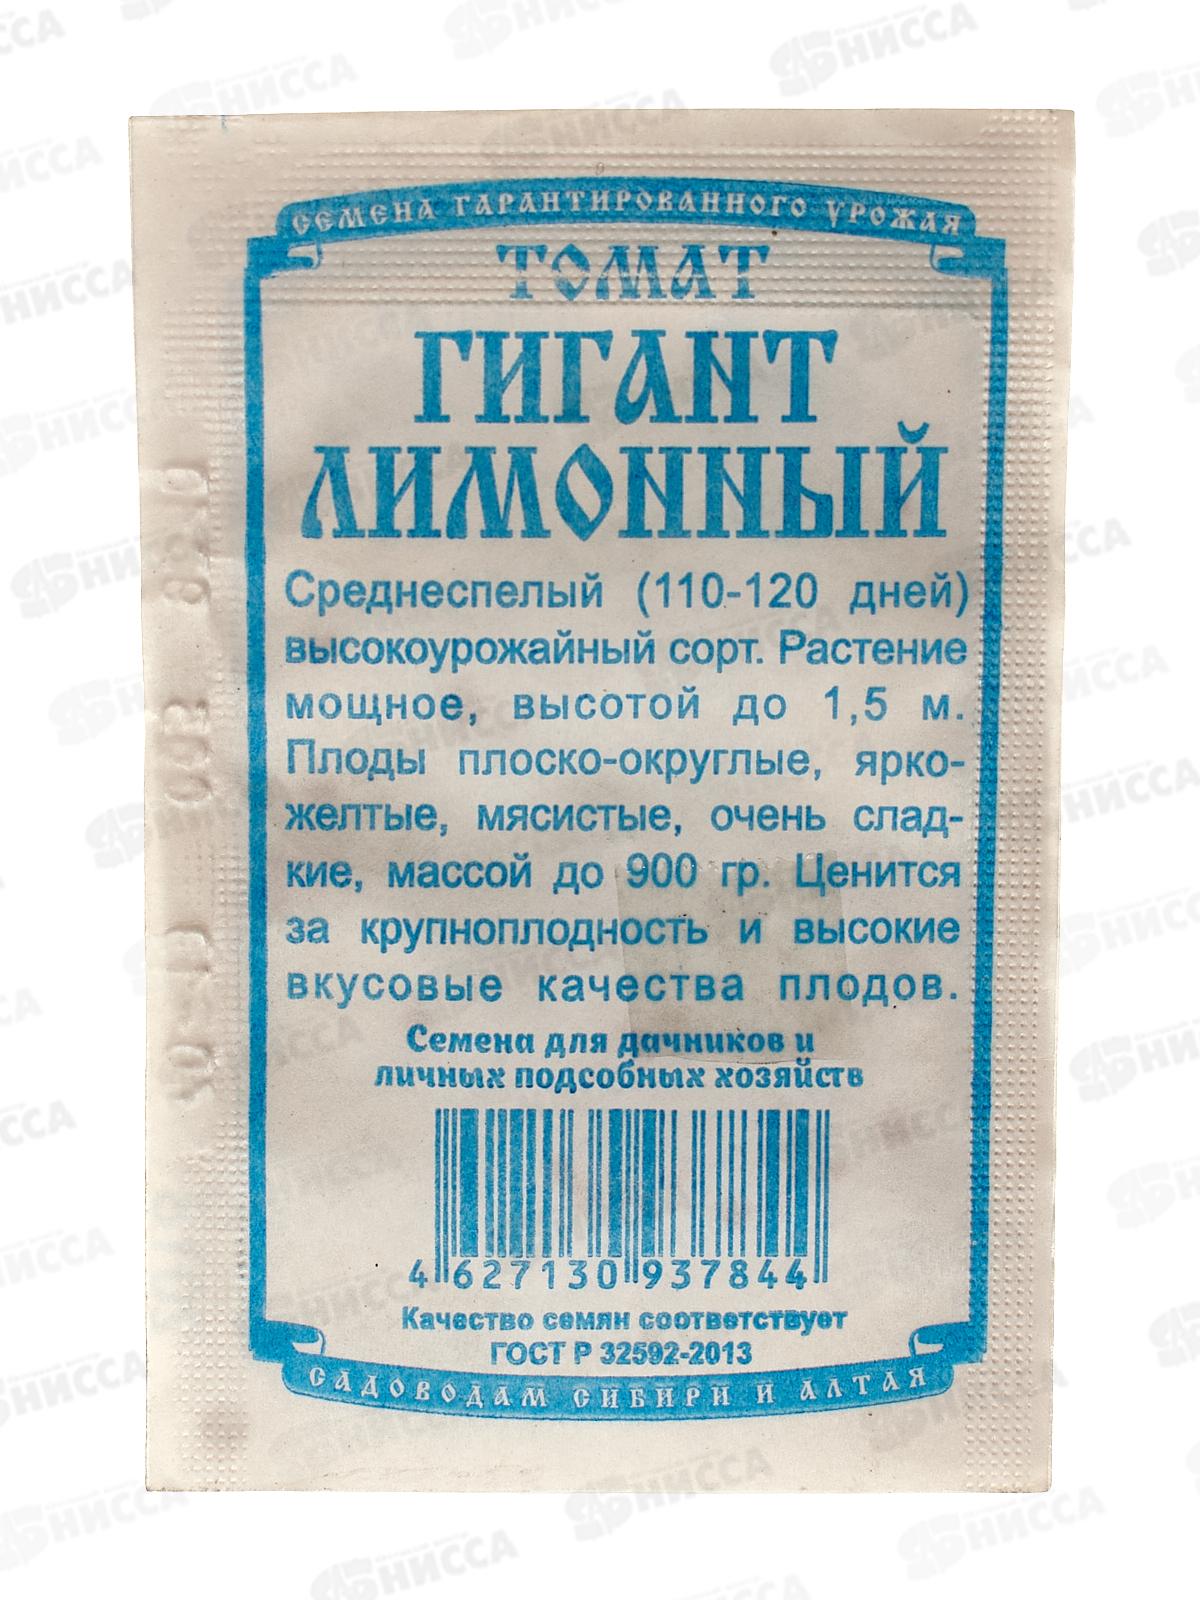 СЕМЕНА ГАРАНТИРОВАННОГО УРОЖАЯ
ТОМАТ
ГИГАНТ
ЛИМОННЫЙ
Среднеспелый (110-120 дней)
высокоурожайный сорт. Растение
мощное, высотой до 1,5 м.
Плоды плоско-округлые, ярко-
желтые, мясистые, очень слад-
кие, массой до 900 гр. Ценится
за крупноплодность и высокие
вкусовые качества плодов.
Семена для дачников и
личных подсобных хозяйств
4 627130 937844
Качество семян соответствует
ГОСТ Р 32592-2013
САДОВОДАМ СИБИРИ И АЛТАЯ
НИССА